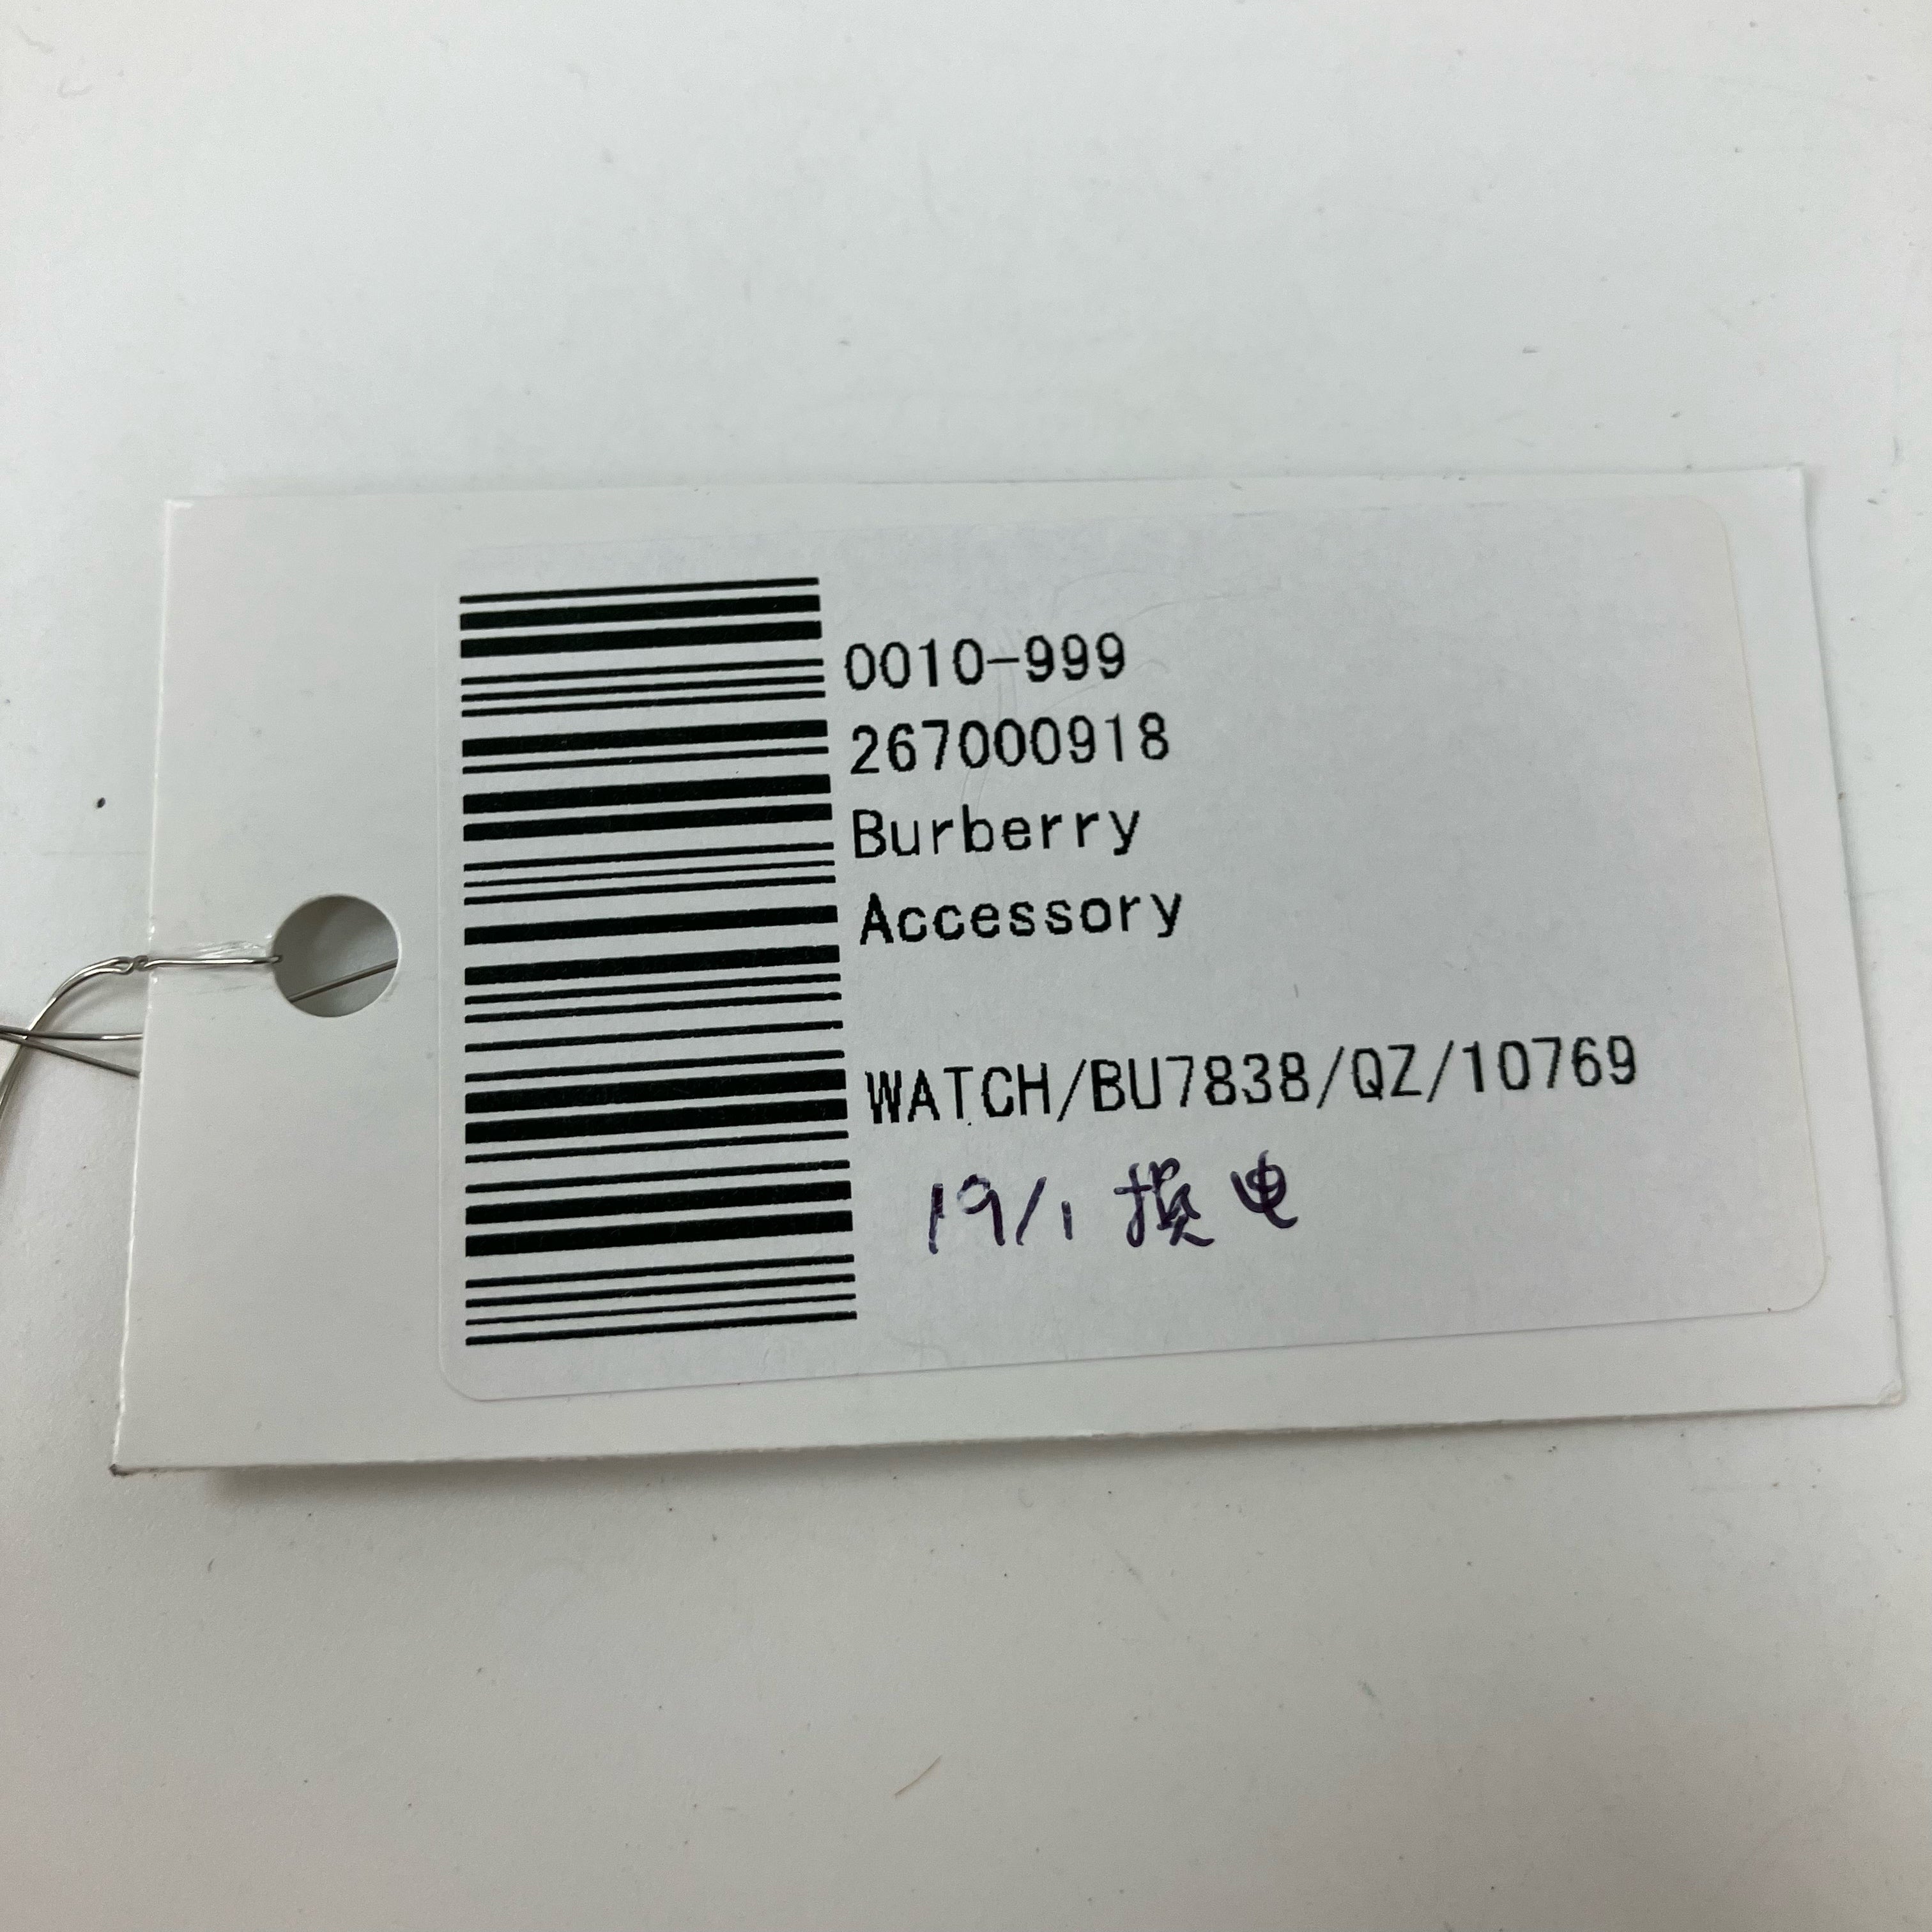 0010-999
267000918
Burberry
Accessory
WATCH/BU7838/QZ/10769
19/1 换电